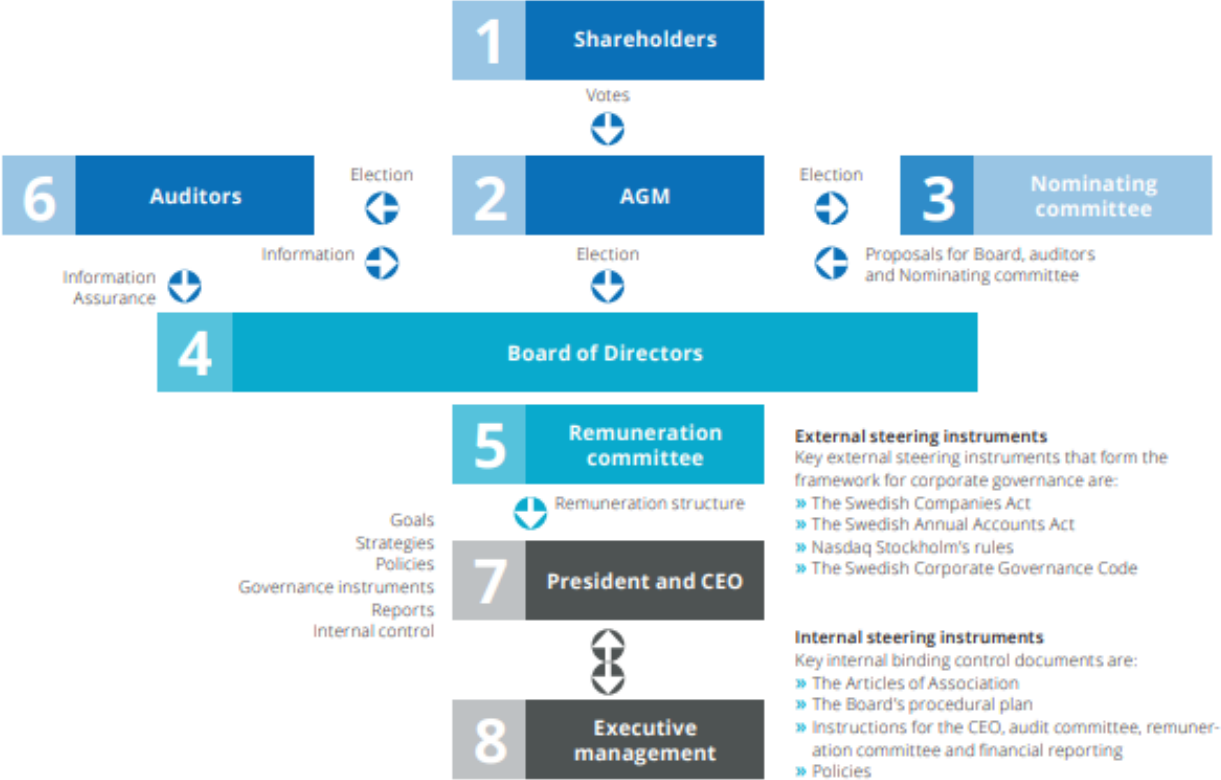 1 Shareholders
Votes
6 Auditors
Election
2 AGM
Election
3 Nominating
committee
Information
Election
Proposals for Board, auditors
and Nominating committee
Information
Assurance
4 Board of Directors
5 Remuneration
committee
Remuneration structure
Goals
Strategies
Policies
Governance instruments
Reports
Internal control
7 President and CEO
8 Executive
management
External steering instruments
Key external steering instruments that form the
framework for corporate governance are:
» The Swedish Companies Act
» The Swedish Annual Accounts Act
» Nasdaq Stockholm's rules
» The Swedish Corporate Governance Code
Internal steering instruments
Key internal binding control documents are:
» The Articles of Association
» The Board's procedural plan
» Instructions for the CEO, audit committee, remuner-
ation committee and financial reporting
» Policies